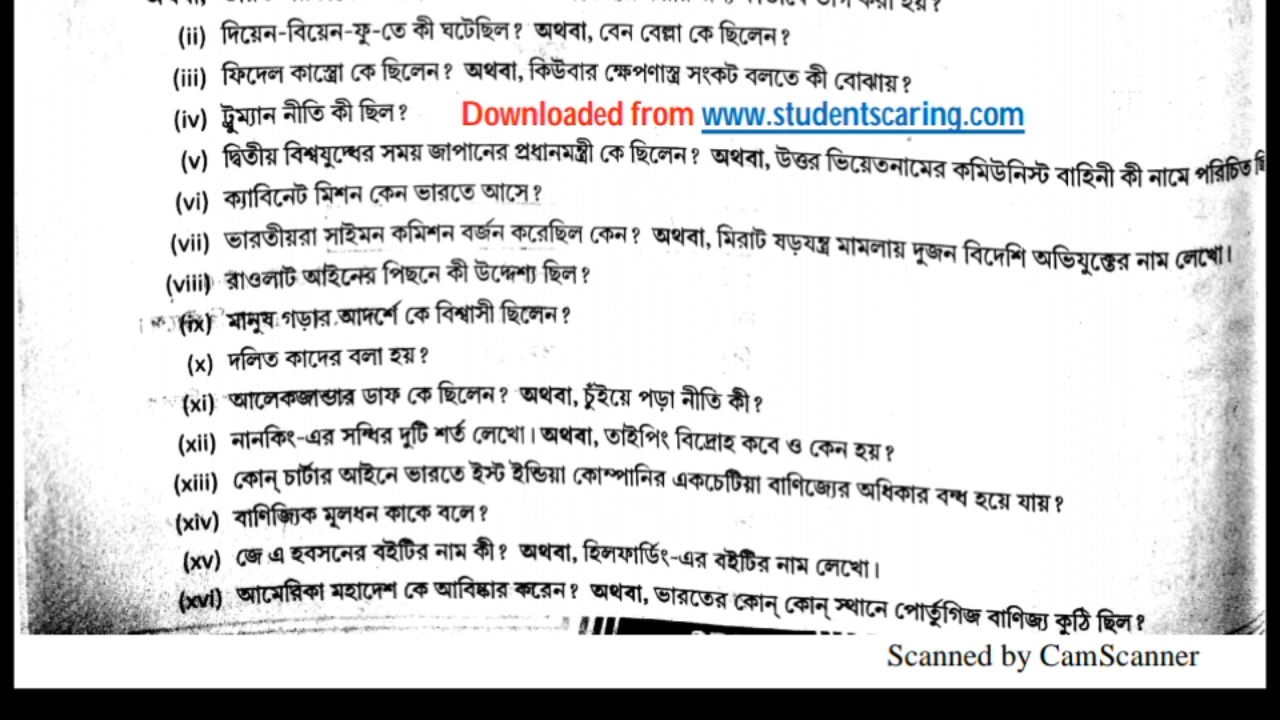 (ii) দিয়েন-বিয়েন-ফু-তে কী ঘটেছিল? অথবা, বেন বেল্লা কে ছিলেন?
(iii) ফিদেল কাস্ত্রো কে ছিলেন? অথবা, কিউবার ক্ষেপণাস্ত্র সংকট বলতে কী বোঝায়?
(iv) ট্রুম্যান নীতি কী ছিল? Downloaded from www.studentscaring.com
(v) দ্বিতীয় বিশ্বযুদ্ধের সময় জাপানের প্রধানমন্ত্রী কে ছিলেন? অথবা, উত্তর ভিয়েতনামের কমিউনিস্ট বাহিনী কী নামে পরিচিত
(vi) ক্যাবিনেট মিশন কেন ভারতে আসে?
(vii) ভারতীয়রা সাইমন কমিশন বর্জন করেছিল কেন? অথবা, মিরাট ষড়যন্ত্র মামলায় দুজন বিদেশি অভিযুক্তের নাম লেখো।
(viii) রাওলাট আইনের পিছনে কী উদ্দেশ্য ছিল?
(ix) মানুষ গড়ার আদর্শে কে বিশ্বাসী ছিলেন?
(x) দলিত কাদের বলা হয়?
(xi) আলেকজান্ডার ডাফ কে ছিলেন? অথবা, চুঁইয়ে পড়া নীতি কী?
(xii) নানকিং-এর সন্ধির দুটি শর্ত লেখো। অথবা, তাইপিং বিদ্রোহ কবে ও কেন হয়?
(xiii) কোন্ চার্টার আইনে ভারতে ইস্ট ইন্ডিয়া কোম্পানির একচেটিয়া বাণিজ্যের অধিকার বন্ধ হয়ে যায়?
(xiv) বাণিজ্যিক মূলধন কাকে বলে?
(xv) জে এ হবসনের বইটির নাম কী? অথবা, হিলফার্ডিং-এর বইটির নাম লেখো।
(xvi) আমেরিকা মহাদেশ কে আবিষ্কার করেন? অথবা, ভারতের কোন্ কোন্ স্থানে পোর্তুগিজ বাণিজ্য কুঠি ছিল?
Scanned by CamScanner